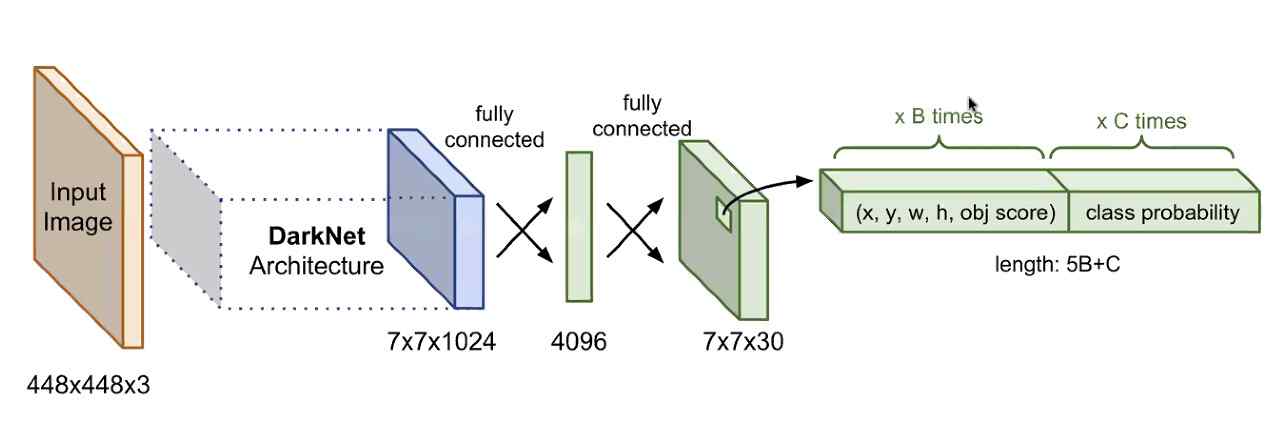 Input
Image
448x448x3
DarkNet
Architecture
7x7x1024
fully
connected
4096
fully
connected
7x7x30
x B times
x C times
(x, y, w, h, obj score)
class probability
length: 5B+C